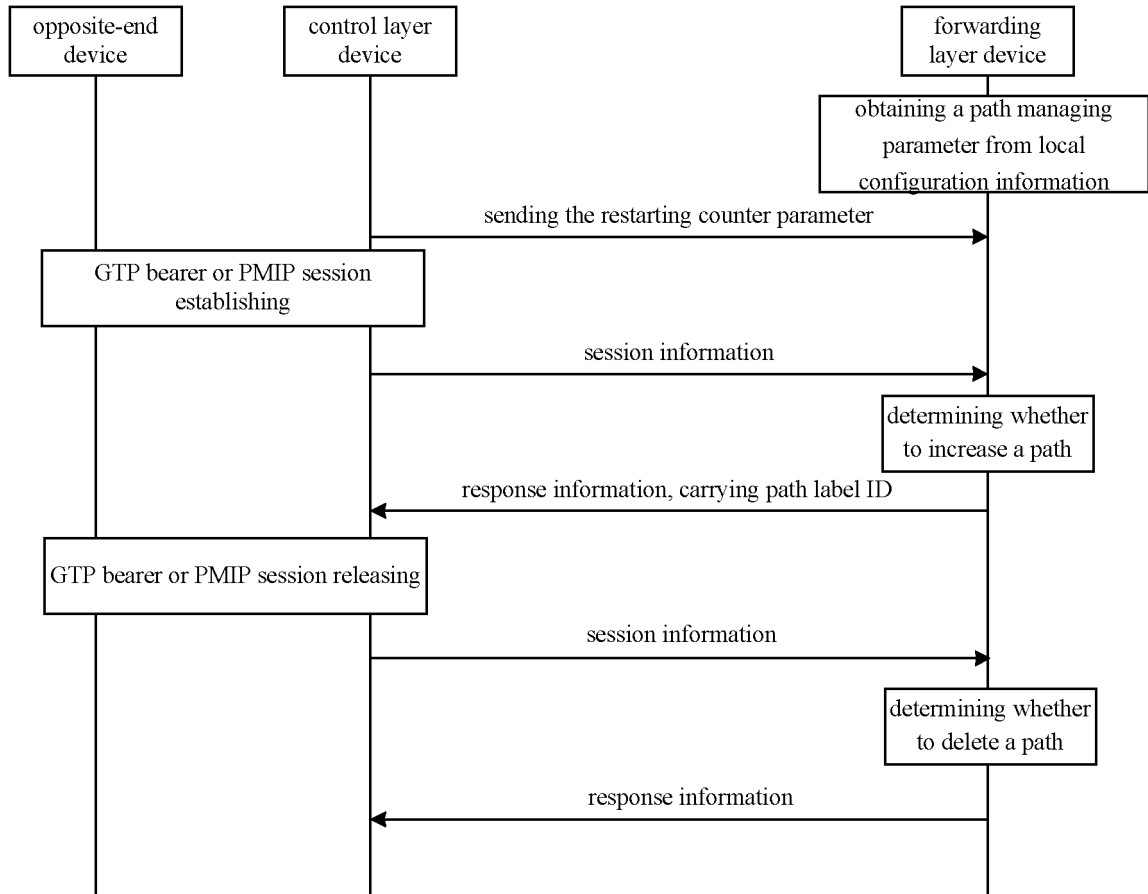 opposite-end
device
control layer
device
forwarding
layer device
obtaining a path managing
parameter from local
configuration information
sending the restarting counter parameter
GTP bearer or PMIP session
establishing
session information
determining whether
to increase a path
response information, carrying path label ID
GTP bearer or PMIP session releasing
session information
determining whether
to delete a path
response information